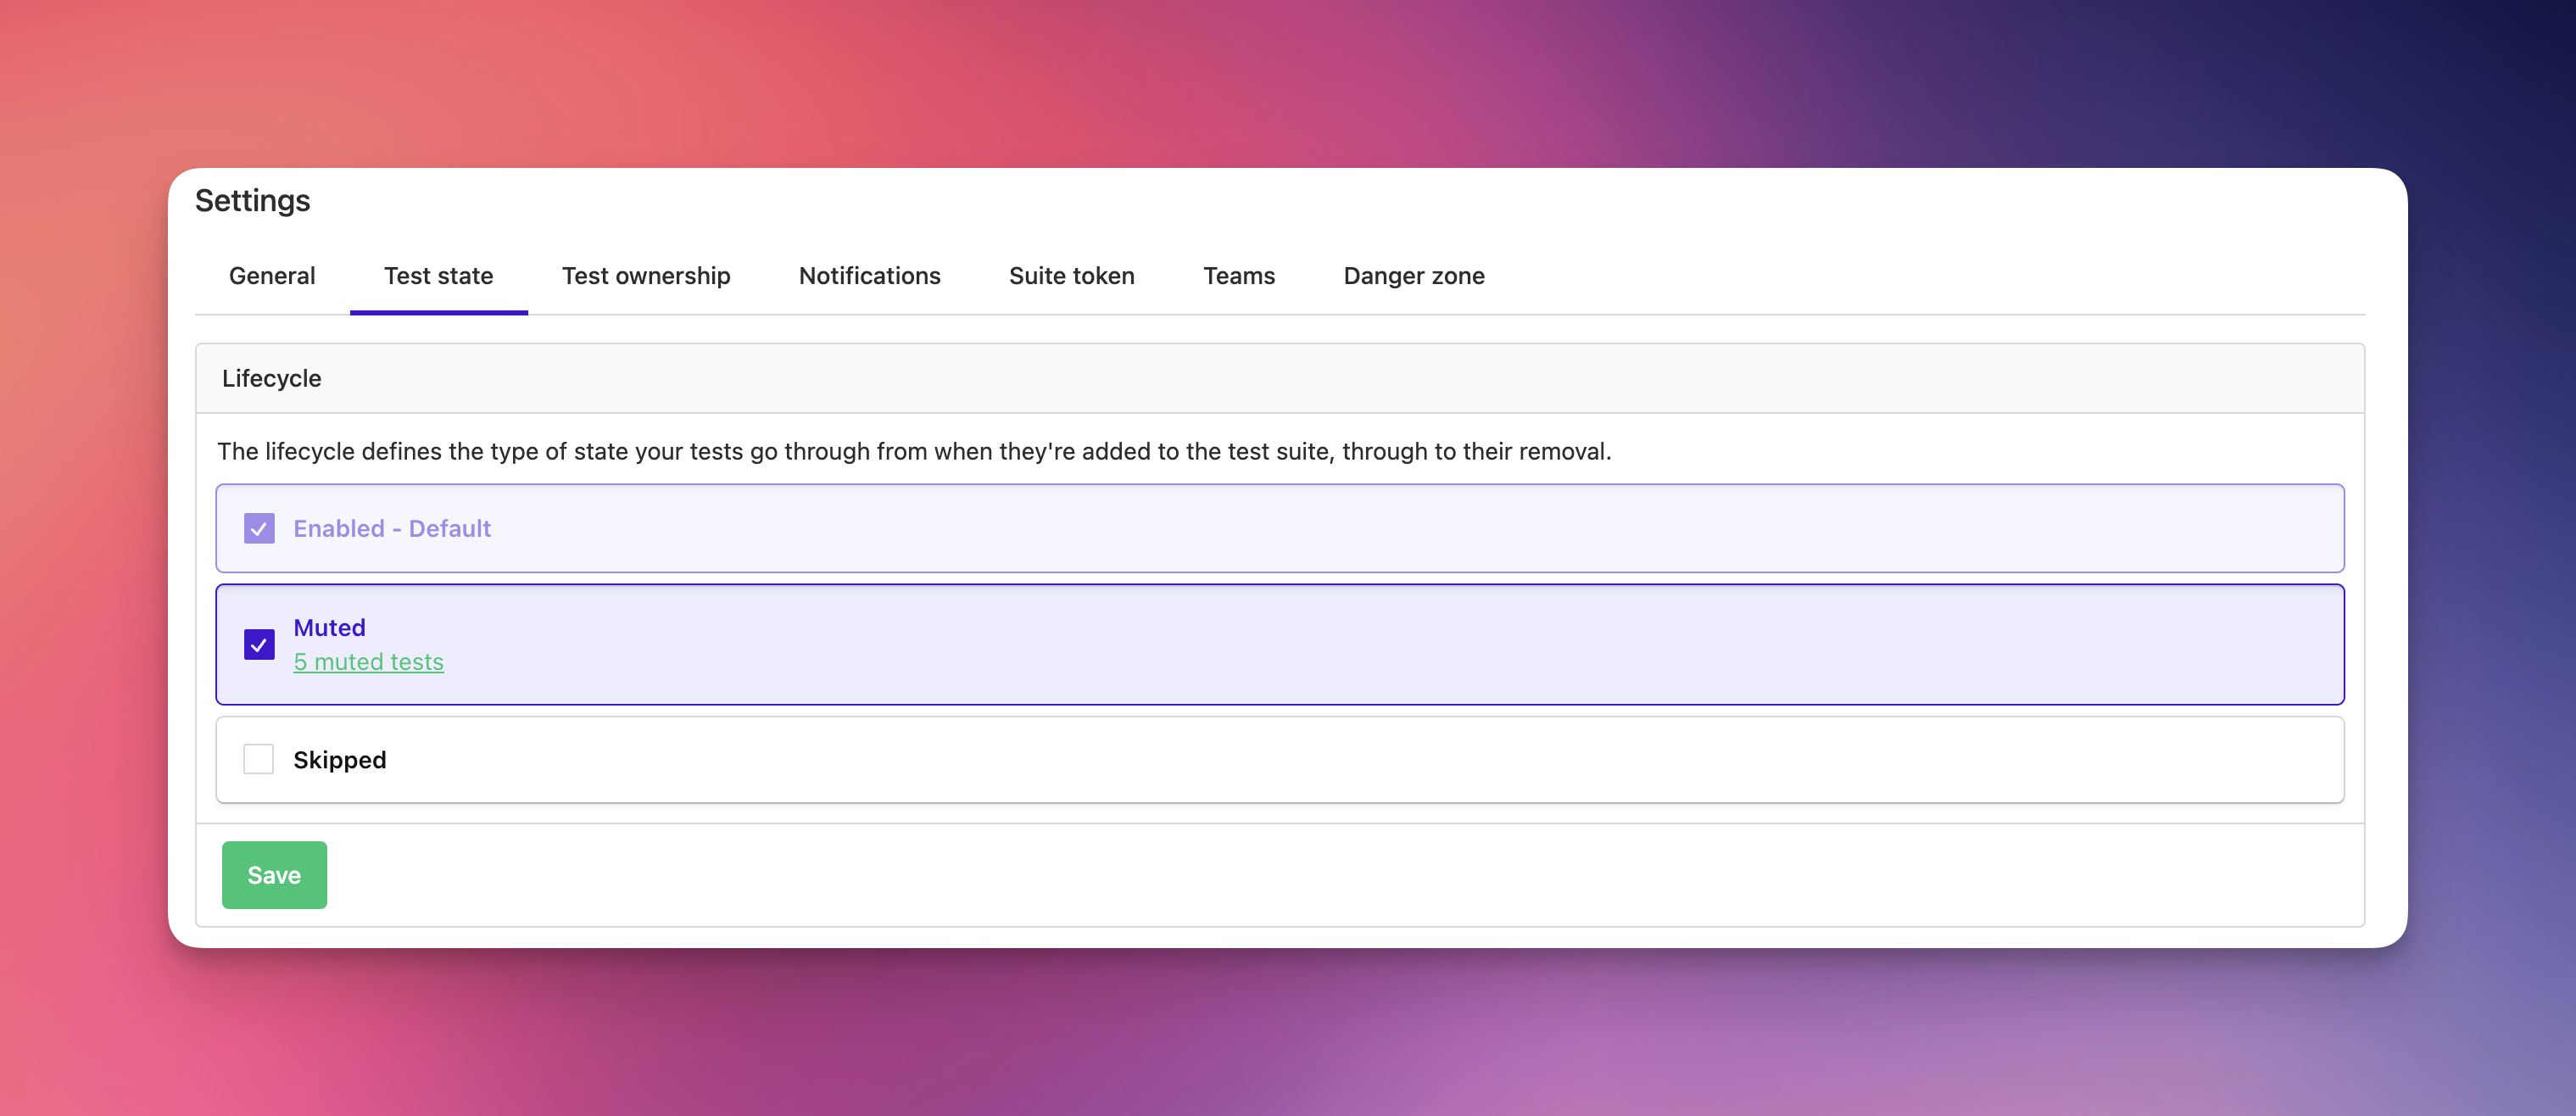 Settings
General Test state Test ownership Notifications Suite token Teams Danger zone
Lifecycle
The lifecycle defines the type of state your tests go through from when they're added to the test suite, through to their removal.
Enabled - Default
Muted
5 muted tests
Skipped
Save